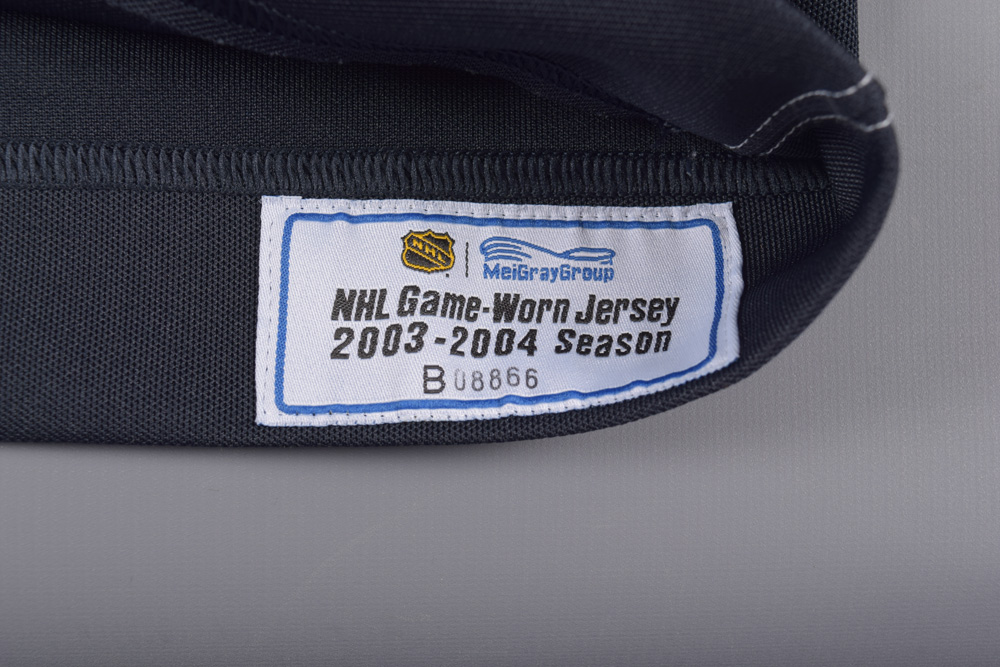 NHL
MeiGrayGroup
NHL Game-Worn Jersey
2003-2004 Season
B08866